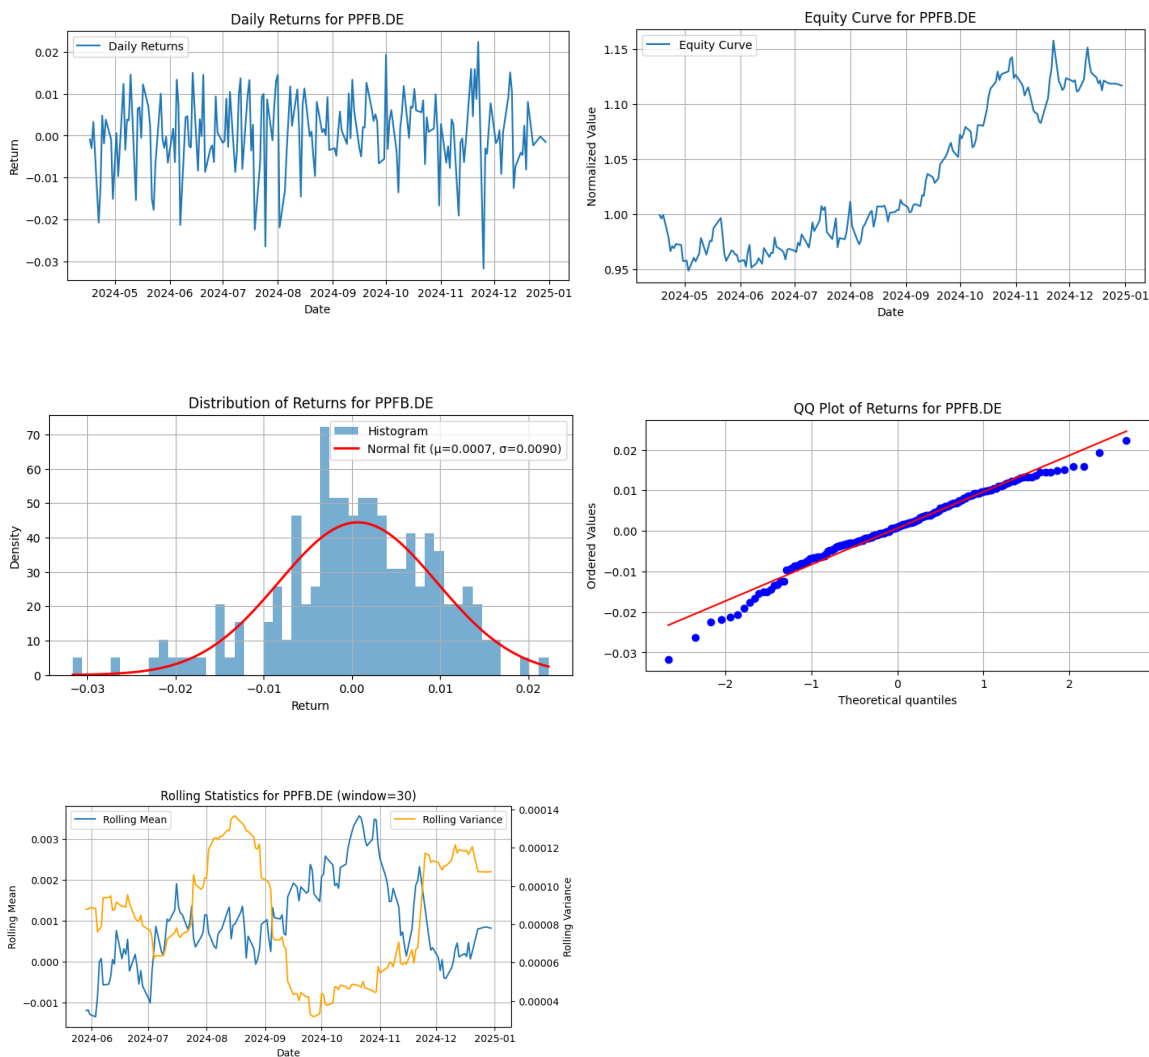 Daily Returns for PPFB.DE
Daily Returns
0.02
0.01
0.00
−0.01
−0.02
−0.03
Return
2024-05 2024-06 2024-07 2024-08 2024-09 2024-10 2024-11 2024-12 2025-01
Date
Equity Curve for PPFB.DE
Equity Curve
1.15
1.10
1.05
1.00
0.95
Normalized Value
2024-05 2024-06 2024-07 2024-08 2024-09 2024-10 2024-11 2024-12 2025-01
Date
Distribution of Returns for PPFB.DE
Histogram
Normal fit (μ=0.0007, σ=0.0090)
70
60
50
40
30
20
10
0
Density
−0.03 −0.02 −0.01 0.00 0.01 0.02
Return
QQ Plot of Returns for PPFB.DE
0.02
0.01
0.00
−0.01
−0.02
−0.03
Ordered Values
−2 −1 0 1 2
Theoretical quantiles
Rolling Statistics for PPFB.DE (window=30)
Rolling Mean
Rolling Variance
0.003
0.002
0.001
0.000
−0.001
Rolling Mean
0.00014
0.00012
0.00010
0.00008
0.00006
0.00004
Rolling Variance
2024-06 2024-07 2024-08 2024-09 2024-10 2024-11 2024-12 2025-01
Date